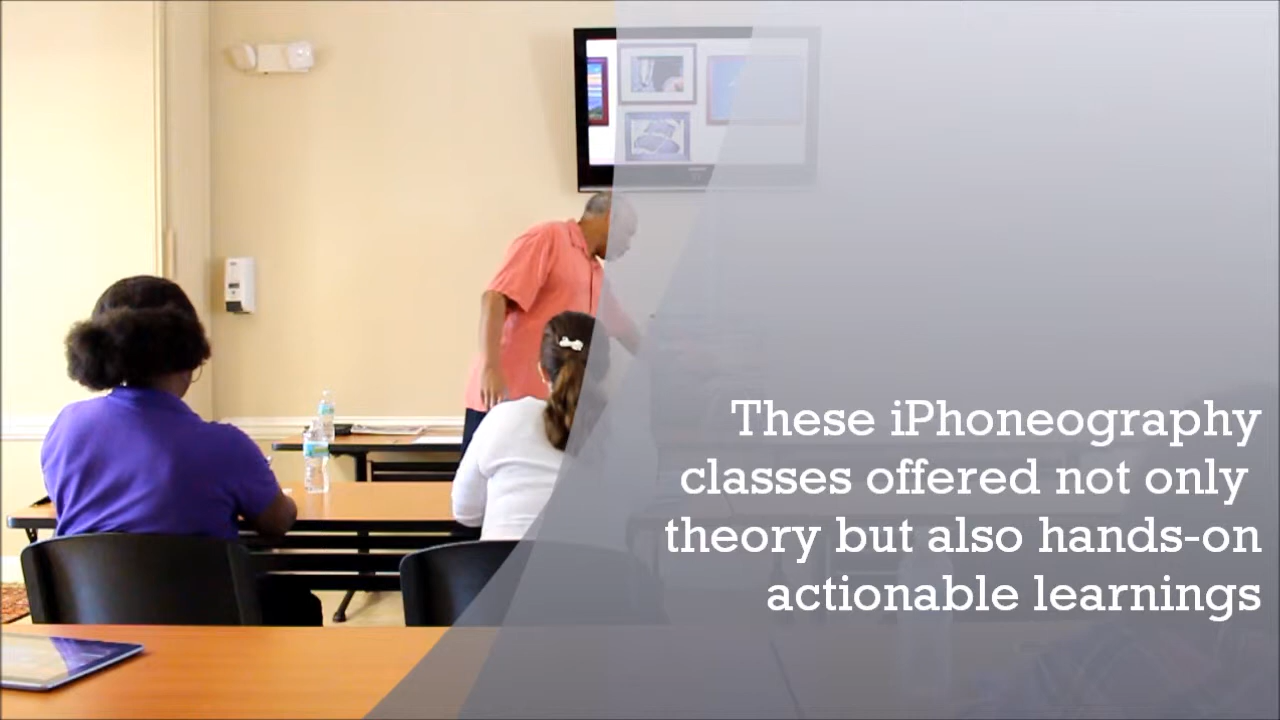 These iPhoneography
classes offered not only
theory but also hands-on
actionable learnings